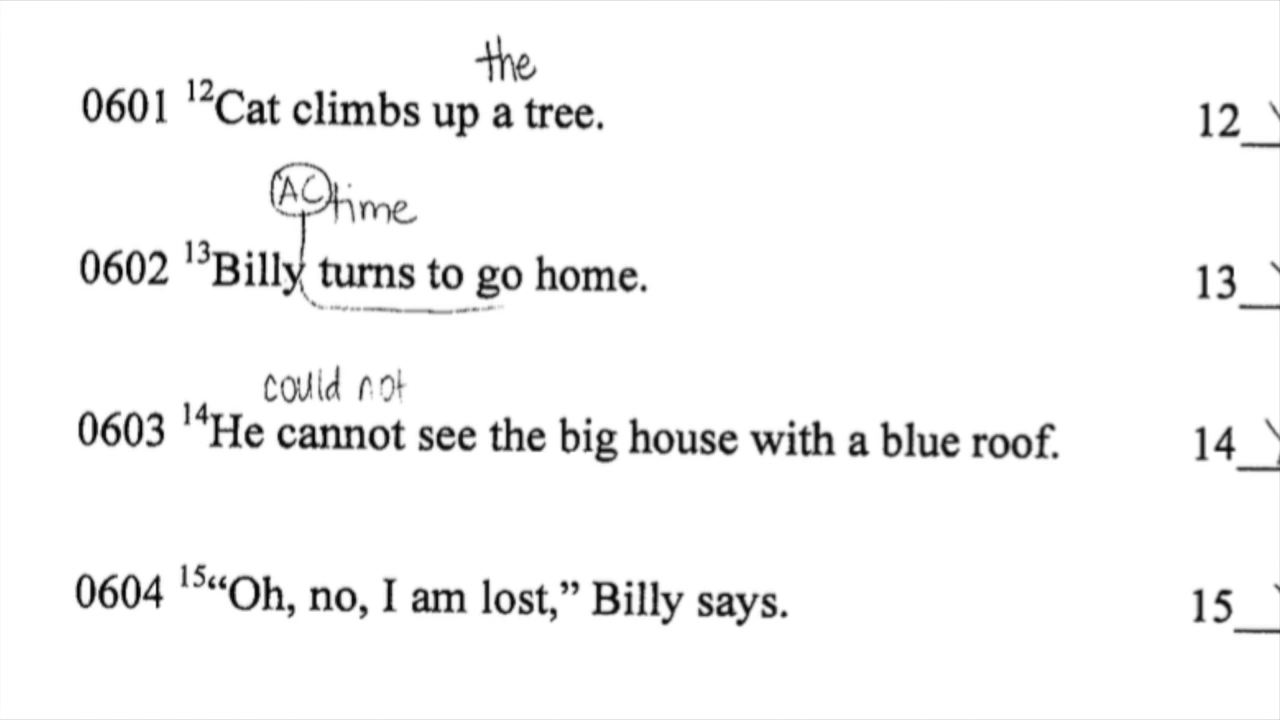 the
0601 12Cat climbs up a tree. 12
AC time
0602 13Billy turns to go home. 13
could not
0603 14He cannot see the big house with a blue roof. 14
0604 15“Oh, no, I am lost,” Billy says. 15